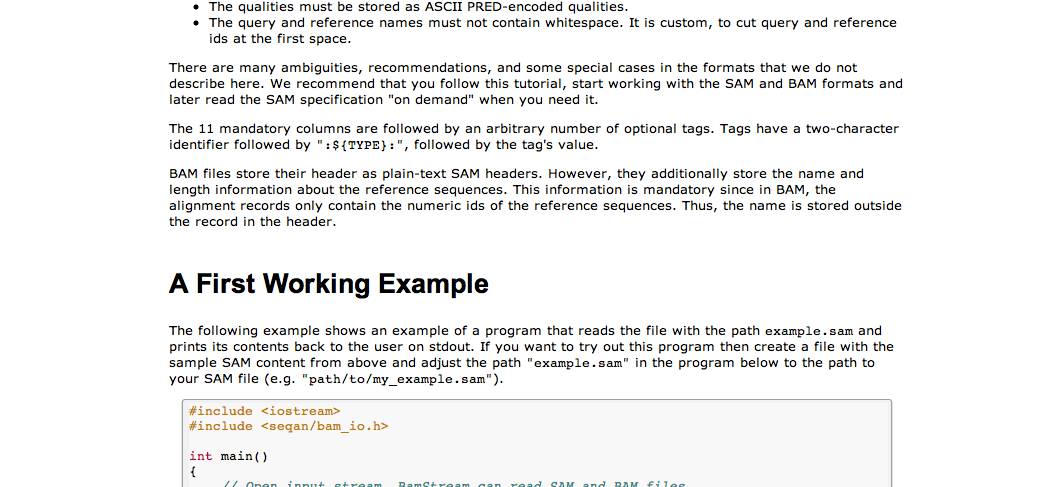 • The qualities must be stored as ASCII PRED-encoded qualities.
• The query and reference names must not contain whitespace. It is custom, to cut query and reference
ids at the first space.
There are many ambiguities, recommendations, and some special cases in the formats that we do not
describe here. We recommend that you follow this tutorial, start working with the SAM and BAM formats and
later read the SAM specification "on demand" when you need it.
The 11 mandatory columns are followed by an arbitrary number of optional tags. Tags have a two-character
identifier followed by ":${TYPE}:", followed by the tag's value.
BAM files store their header as plain-text SAM headers. However, they additionally store the name and
length information about the reference sequences. This information is mandatory since in BAM, the
alignment records only contain the numeric ids of the reference sequences. Thus, the name is stored outside
the record in the header.
A First Working Example
The following example shows an example of a program that reads the file with the path example.sam and
prints its contents back to the user on stdout. If you want to try out this program then create a file with the
sample SAM content from above and adjust the path "example.sam" in the program below to the path to
your SAM file (e.g. "path/to/my_example.sam").
#include <iostream>
#include <seqan/bam_io.h>
int main()
{
// Open input stream, BamStream can read SAM and BAM files